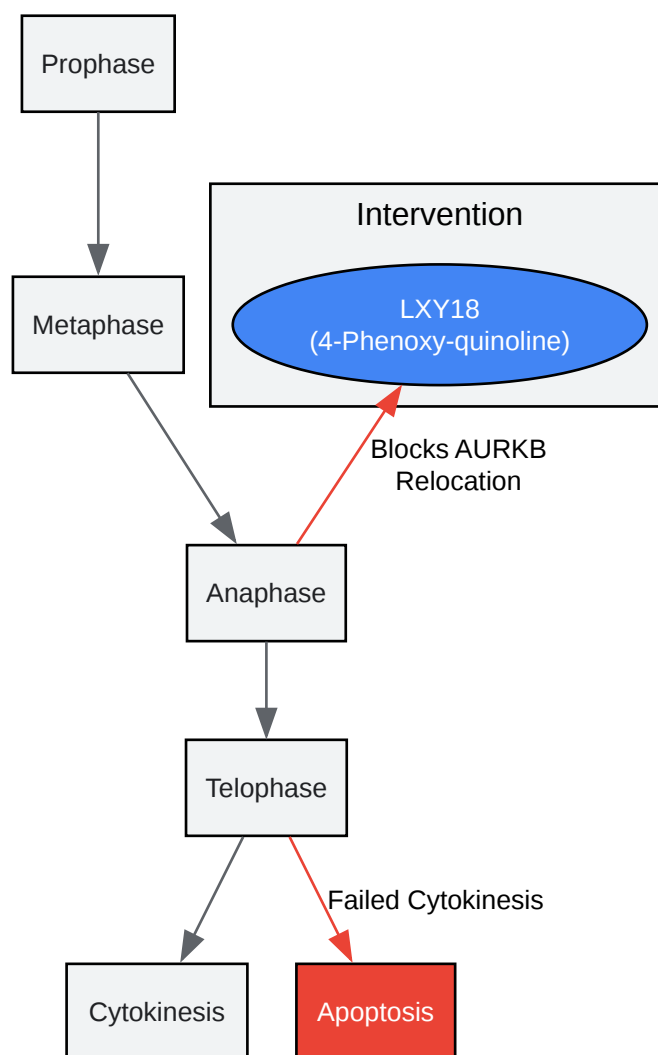 Prophase
Intervention
Metaphase
LXY18
(4-Phenoxy-quinoline)
Blocks AURKB
Relocation
Anaphase
Telophase
Failed Cytokinesis
Cytokinesis
Apoptosis